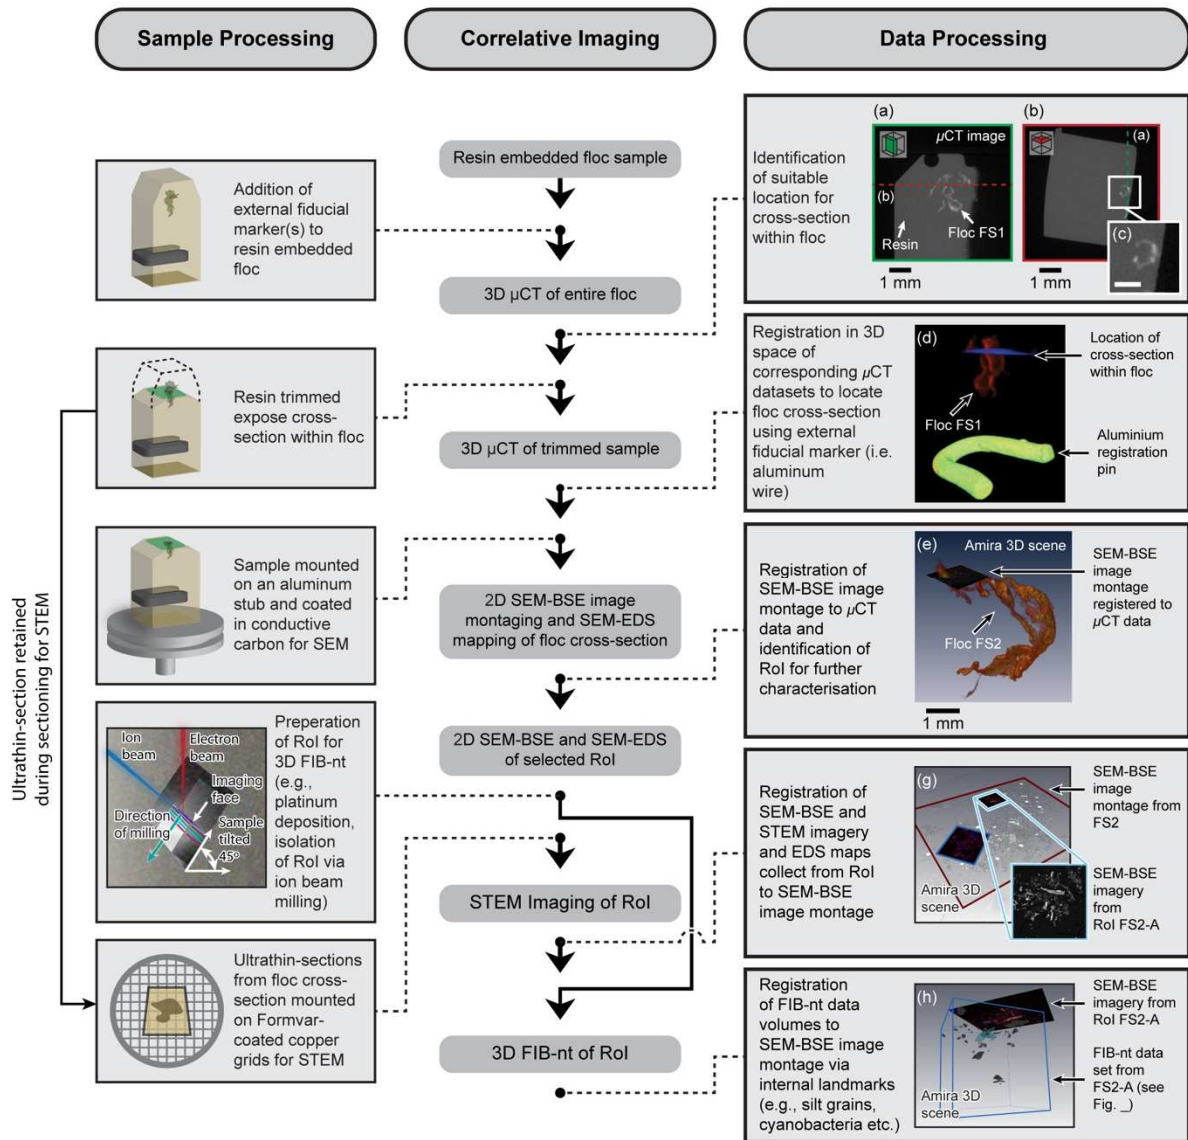 Sample Processing
Correlative Imaging
Data Processing
Resin embedded floc sample
3D µCT of entire floc
3D µCT of trimmed sample
2D SEM-BSE image
montaging and SEM-EDS
mapping of floc cross-section
2D SEM-BSE and SEM-EDS
of selected RoI
STEM Imaging of RoI
3D FIB-nt of RoI
Addition of
external fiducial
marker(s) to
resin embedded
floc
Resin trimmed
expose cross-
section within floc
Sample mounted
on an aluminum
stub and coated
in conductive
carbon for SEM
Ultrathin-section retained
during sectioning for STEM
Ion
beam
Electron
beam
Imaging
face
Direction
of milling
Sample
tilted
45°
Preperation
of RoI for
3D FIB-nt
(e.g.,
platinum
deposition,
isolation
of RoI via
ion beam
milling)
Ultrathin-sections
from floc cross-
section mounted
on Formvar-
coated copper
grids for STEM
Identification
of suitable
location for
cross-section
within floc
(a)
µCT image
(b)
Resin
Floc FS1
1 mm
(b)
(a)
(c)
1 mm
Registration in 3D
space of
corresponding µCT
datasets to locate
floc cross-section
using external
fiducial marker (i.e.
aluminum
wire)
(d)
Floc FS1
Location of
cross-section
within floc
Aluminium
registration
pin
Registration of
SEM-BSE image
montage to µCT
data and
identification of
RoI for further
characterisation
(e)
Amira 3D scene
Floc FS2
1 mm
SEM-BSE
image
montage
registered to
µCT data
Registration of
SEM-BSE and
STEM imagery
and EDS maps
collect from RoI
to SEM-BSE
image montage
(g)
Amira 3D
scene
SEM-BSE
image
montage from
FS2
SEM-BSE
imagery
from
RoI FS2-A
Registration
of FIB-nt data
volumes to
SEM-BSE image
montage via
internal landmarks
(e.g., silt grains,
cyanobacteria etc.)
(h)
Amira 3D
scene
SEM-BSE
imagery from
RoI FS2-A
FIB-nt data
set from
FS2-A (see
Fig. _)